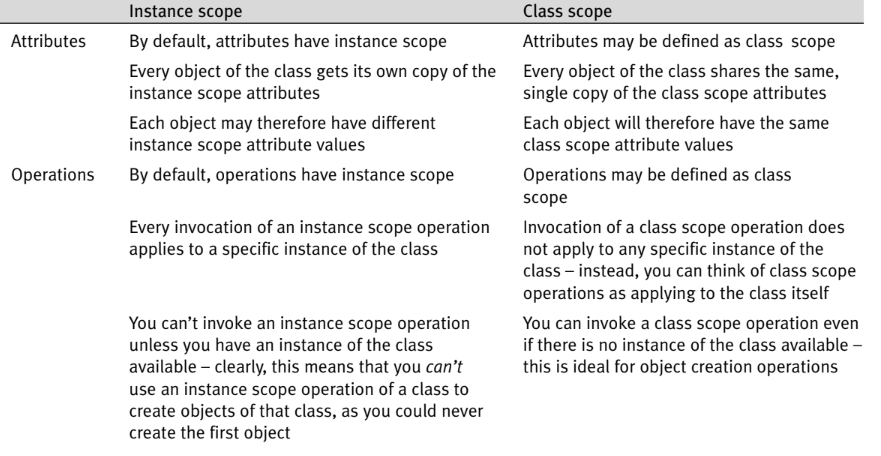 Instance scope Class scope
Attributes By default, attributes have instance scope Attributes may be defined as class scope
Every object of the class gets its own copy of the
instance scope attributes
Every object of the class shares the same,
single copy of the class scope attributes
Each object may therefore have different
instance scope attribute values
Each object will therefore have the same
class scope attribute values
Operations By default, operations have instance scope
Operations may be defined as class
scope
Every invocation of an instance scope operation
applies to a specific instance of the class
Invocation of a class scope operation does
not apply to any specific instance of the
class – instead, you can think of class scope
operations as applying to the class itself
You can't invoke an instance scope operation
unless you have an instance of the class
available – clearly, this means that you can't
use an instance scope operation of a class to
create objects of that class, as you could never
create the first object
You can invoke a class scope operation even
if there is no instance of the class available –
this is ideal for object creation operations